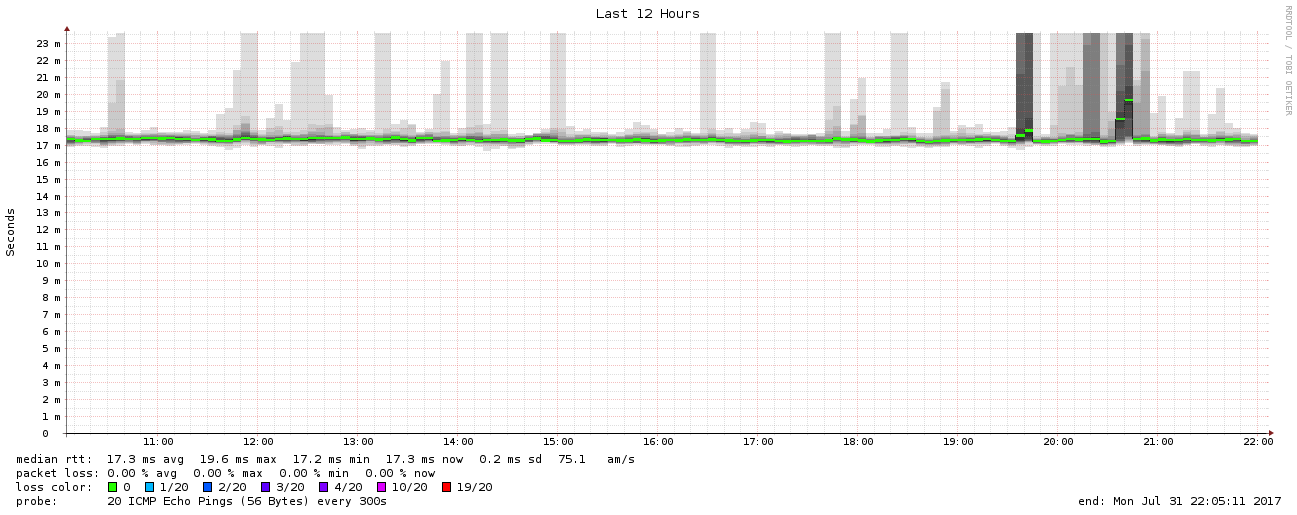 Last 12 Hours
RRDTOOL / TOBI OETIKER
Seconds
23 m
22 m
21 m
20 m
19 m
18 m
17 m
16 m
15 m
14 m
13 m
12 m
11 m
10 m
9 m
8 m
7 m
6 m
5 m
4 m
3 m
2 m
1 m
0
11:00 12:00 13:00 14:00 15:00 16:00 17:00 18:00 19:00 20:00 21:00 22:00
median rtt: 17.3 ms avg 19.6 ms max 17.2 ms min 17.3 ms now 0.2 ms sd 75.1 am/s
packet loss: 0.00 % avg 0.00 % max 0.00 % min 0.00 % now
loss color: 0 1/20 2/20 3/20 4/20 10/20 19/20
probe: 20 ICMP Echo Pings (56 Bytes) every 300s end: Mon Jul 31 22:05:11 2017